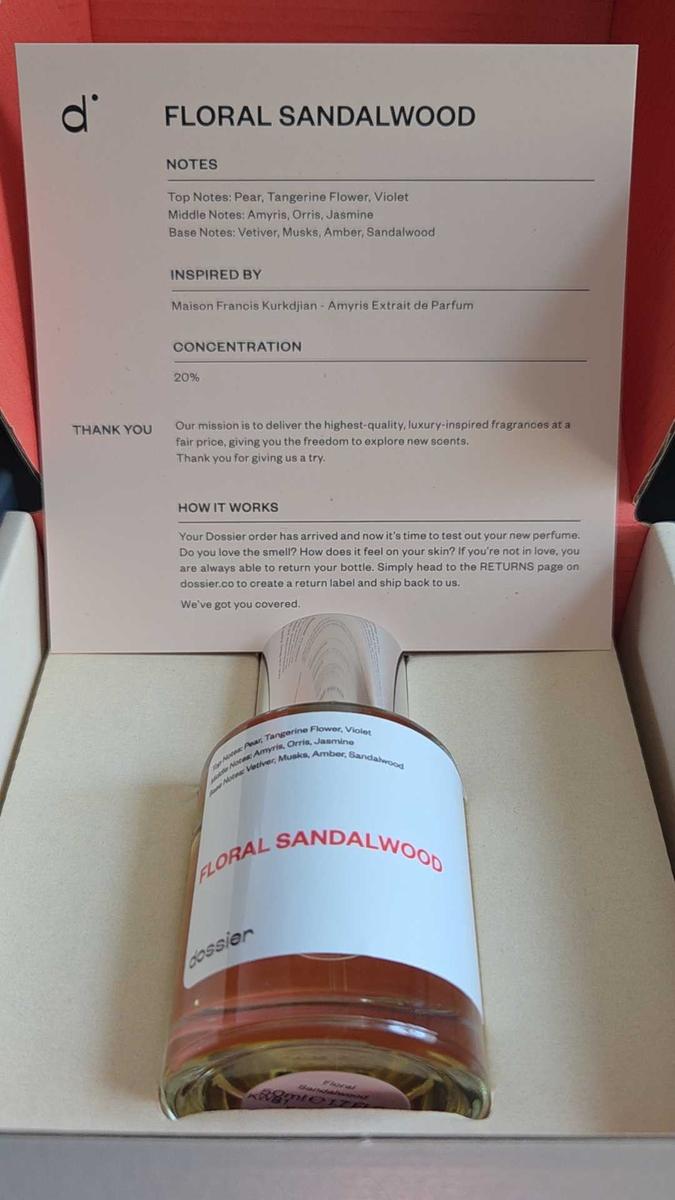 d
FLORAL SANDALWOOD
NOTES
Top Notes: Pear, Tangerine Flower, Violet
Middle Notes: Amyris, Orris, Jasmine
Base Notes: Vetiver, Musks, Amber, Sandalwood
INSPIRED BY
Maison Francis Kurkdjian - Amyris Extrait de Parfum
CONCENTRATION
20%
THANK YOU
Our mission is to deliver the highest-quality, luxury-inspired fragrances at a
fair price, giving you the freedom to explore new scents.
Thank you for giving us a try.
HOW IT WORKS
Your Dossier order has arrived and now it's time to test out your new perfume.
Do you love the smell? How does it feel on your skin? If you're not in love, you
are always able to return your bottle. Simply head to the RETURNS page on
dossier.co to create a return label and ship back to us.
We've got you covered.
Top Notes: Pear, Tangerine Flower, Violet
Middle Notes: Amyris, Orris, Jasmine
Base Notes: Vetiver, Musks, Amber, Sandalwood
FLORAL SANDALWOOD
dossier
Floral
Sandalwood
50ml